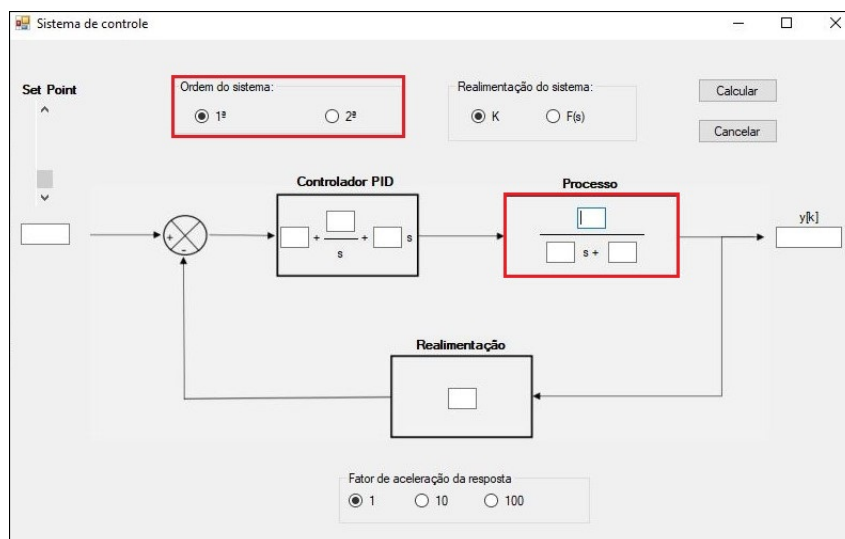 Sistema de controle
Set Point
Ordem do sistema:
1ª
2ª
Realimentação do sistema:
K
F(s)
Calcular
Cancelar
Controlador PID
+
s
+
s
Processo
s +
y[k]
+
-
Realimentação
Fator de aceleração da resposta
1
10
100